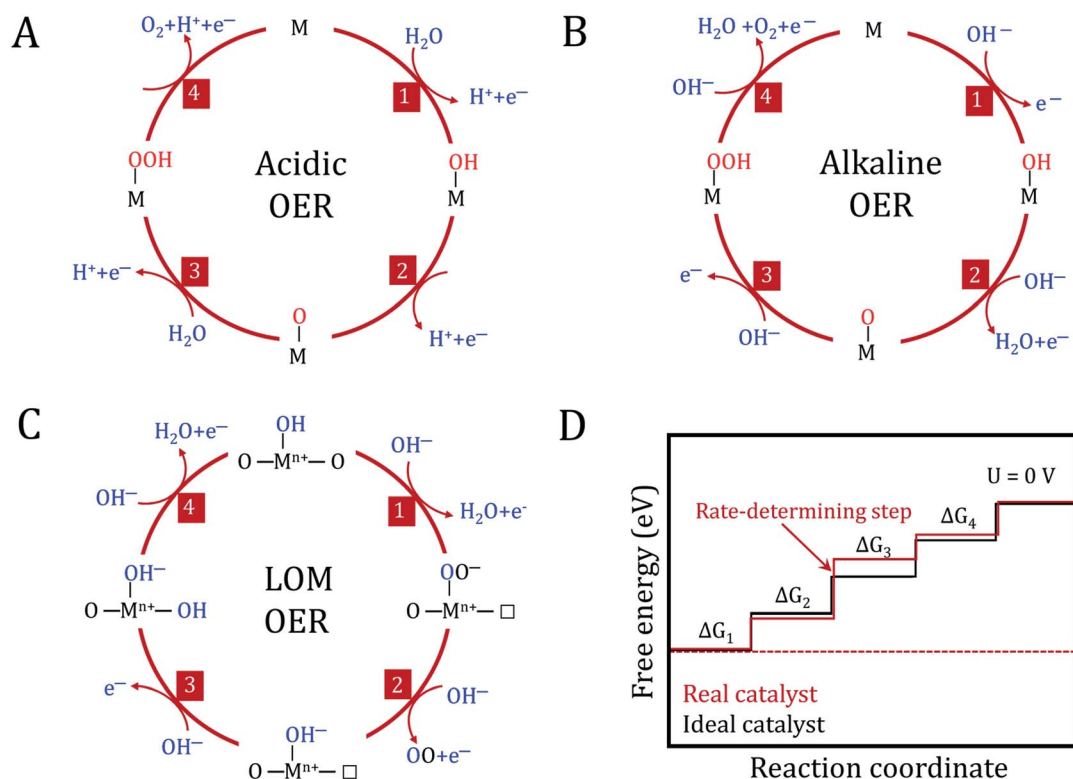 A
O₂+H⁺+e⁻
M
H₂O
4
1
H⁺+e⁻
OOH
M
Acidic
OER
OH
M
H⁺+e⁻
3
2
H₂O
O
M
H⁺+e⁻
B
H₂O +O₂+e⁻
M
OH⁻
OH⁻
4
1
e⁻
OOH
M
Alkaline
OER
OH
M
e⁻
3
2
OH⁻
OH⁻
O
M
H₂O+e⁻
C
H₂O+e⁻
OH
O —Mⁿ⁺— O
OH⁻
OH⁻
4
1
H₂O+e⁻
OH⁻
O —Mⁿ⁺— OH
LOM
OER
OO⁻
O —Mⁿ⁺— □
e⁻
3
2
OH⁻
OH⁻
OH⁻
O —Mⁿ⁺— □
OO+e⁻
D
Free energy (eV)
U = 0 V
Rate-determining step
ΔG₄
ΔG₃
ΔG₂
ΔG₁
Real catalyst
Ideal catalyst
Reaction coordinate